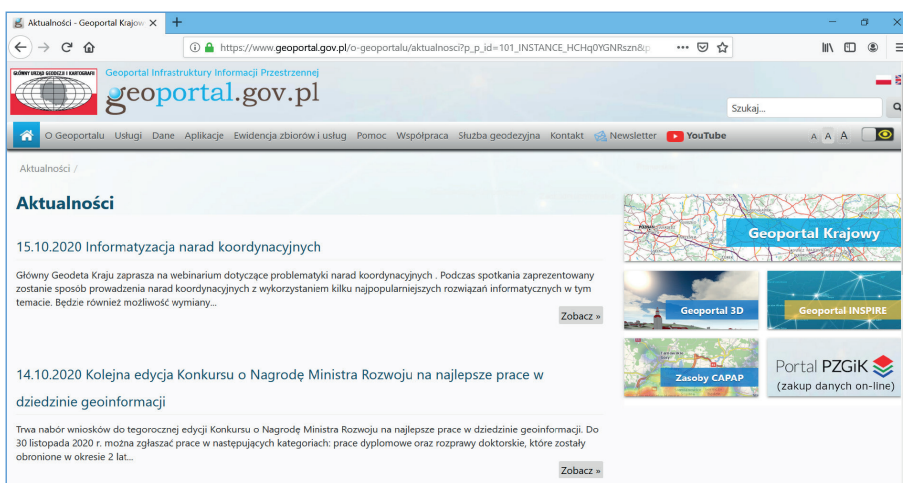 Aktualności - Geoportal Krajow
https://www.geoportal.gov.pl/o-geoportalu/aktualnosci?p_p_id=101_INSTANCE_HCHq0YGNRszn&p
GŁÓWNY URZĄD GEODEZJI I KARTOGRAFII
Geoportal Infrastruktury Informacji Przestrzennej
geoportal.gov.pl
Szukaj...
O Geoportalu Usługi Dane Aplikacje Ewidencja zbiorów i usług Pomoc Współpraca Służba geodezyjna Kontakt Newsletter YouTube A A A
Aktualności /
Aktualności
15.10.2020 Informatyzacja narad koordynacyjnych
Główny Geodeta Kraju zaprasza na webinarium dotyczące problematyki narad koordynacyjnych . Podczas spotkania zaprezentowany
zostanie sposób prowadzenia narad koordynacyjnych z wykorzystaniem kilku najpopularniejszych rozwiązań informatycznych w tym
temacie. Będzie również możliwość wymiany...
Zobacz »
14.10.2020 Kolejna edycja Konkursu o Nagrodę Ministra Rozwoju na najlepsze prace w
dziedzinie geoinformacji
Trwa nabór wniosków do tegorocznej edycji Konkursu o Nagrodę Ministra Rozwoju na najlepsze prace w dziedzinie geoinformacji. Do
30 listopada 2020 r. można zgłaszać prace w następujących kategoriach: prace dyplomowe oraz rozprawy doktorskie, które zostały
obronione w okresie 2 lat...
Zobacz »
Geoportal Krajowy
Geoportal 3D
Geoportal INSPIRE
Zasoby CAPAP
Portal PZGiK
(zakup danych on-line)